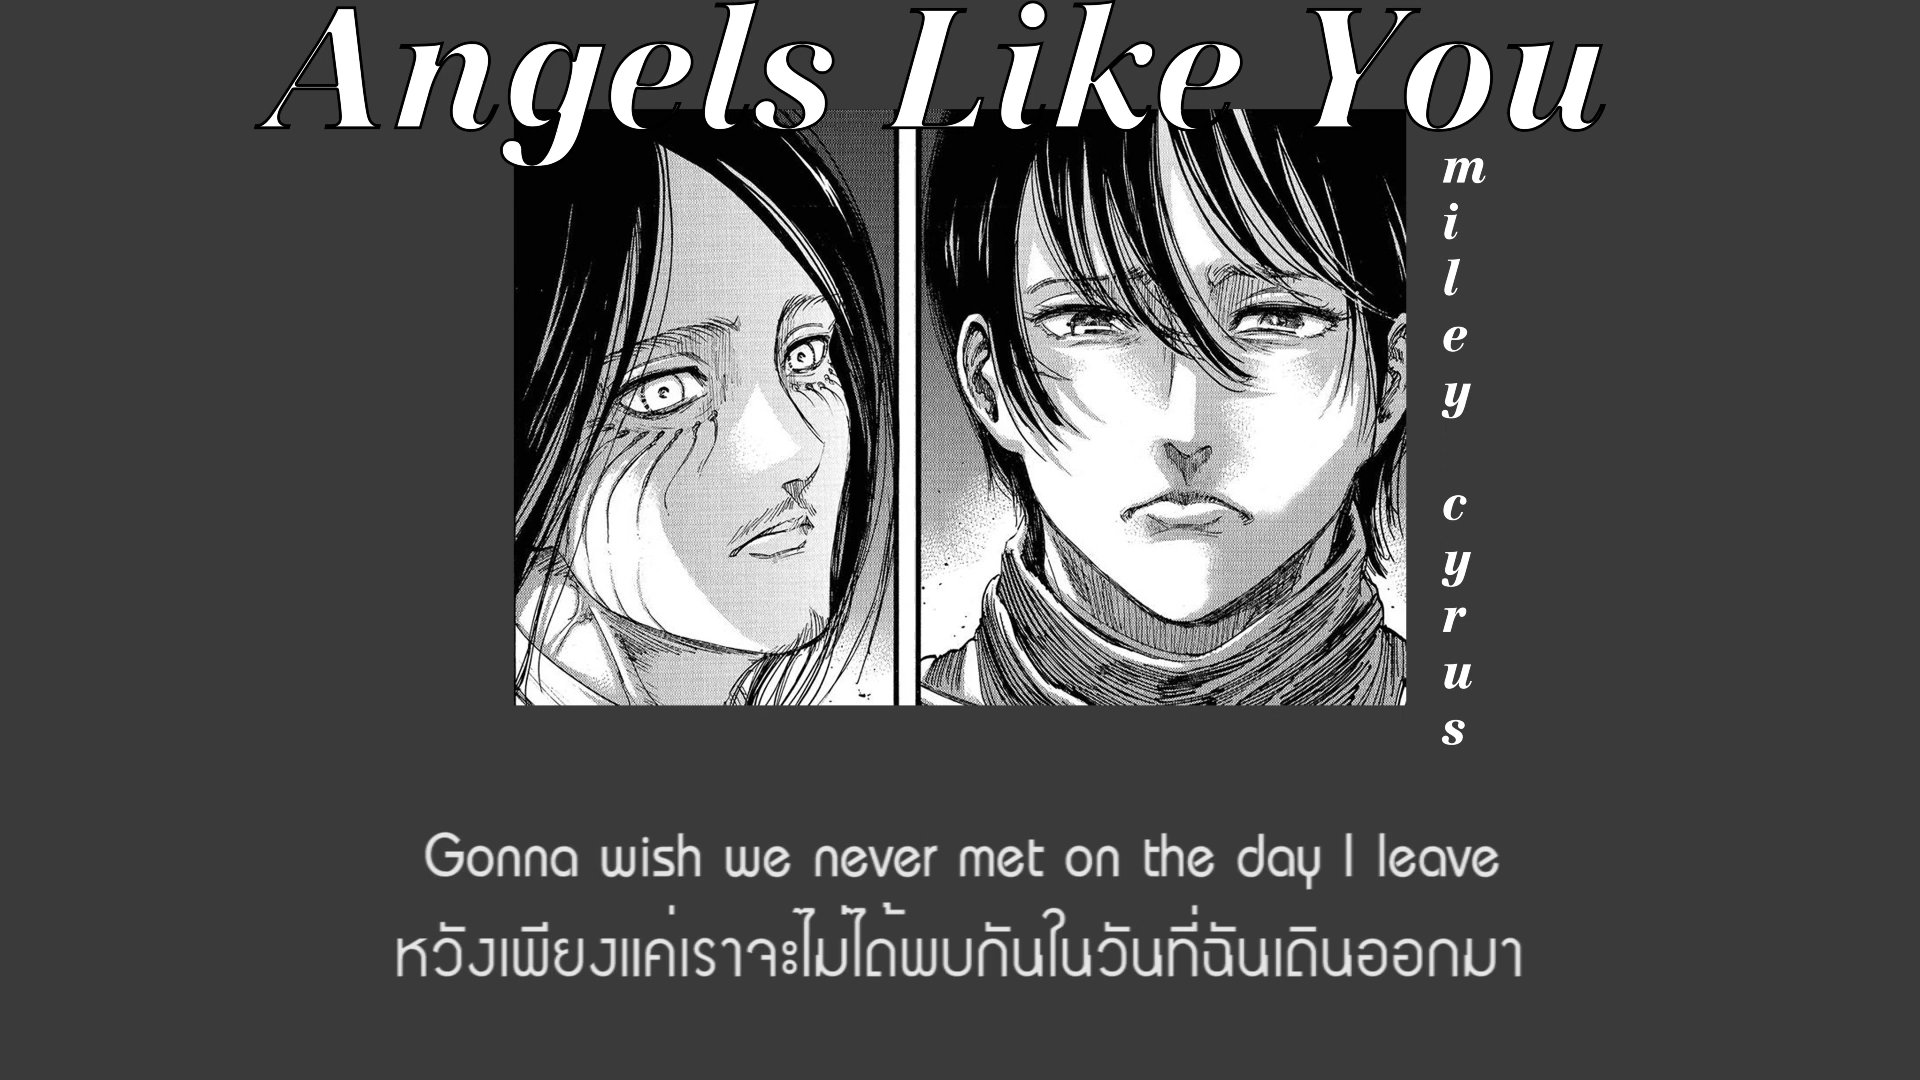 Angels Like You
miley cyrus
Gonna wish we never met on the day I leave
หวังเพียงแค่เราจะไม่ได้พบกันในวันที่ฉันเดินออกมา